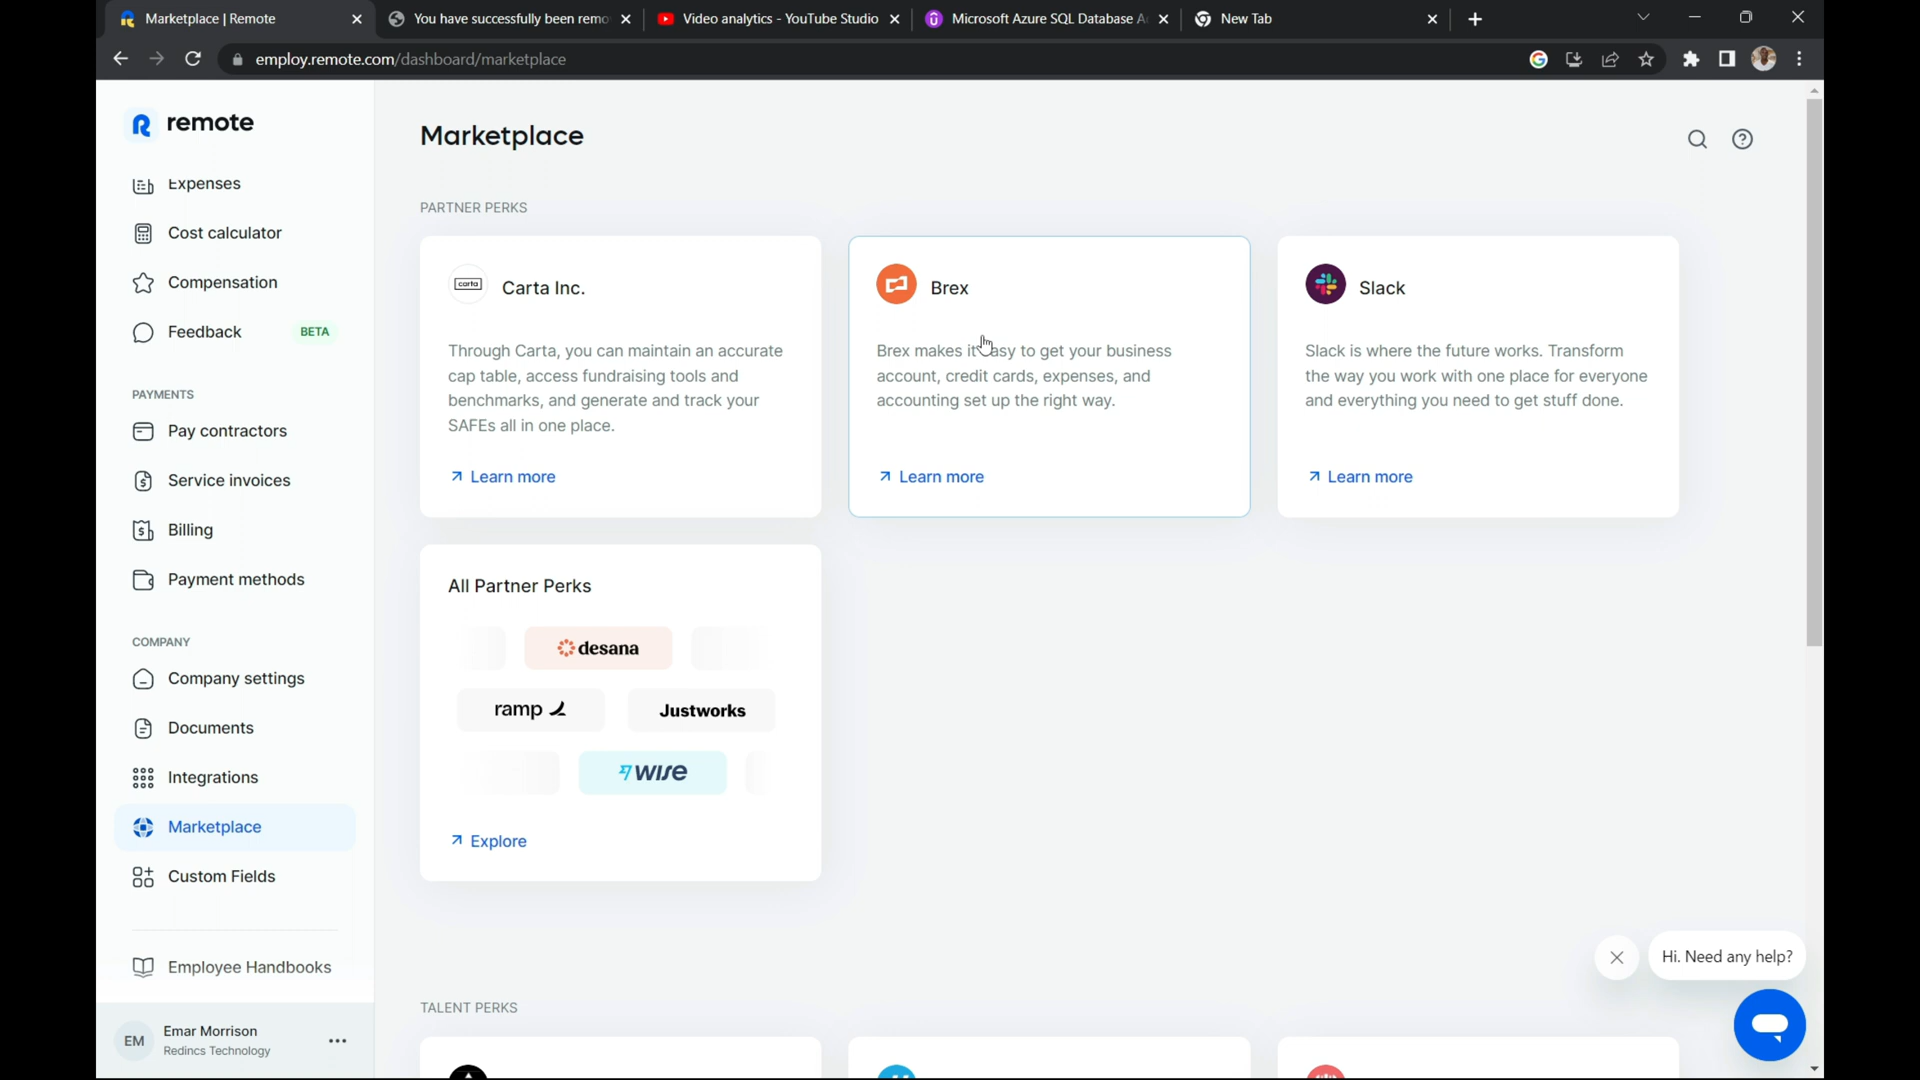 Marketplace | Remote
You have successfully been remo
Video analytics - YouTube Studio
Microsoft Azure SQL Database A
New Tab
employ.remote.com/dashboard/marketplace
remote
Expenses
Cost calculator
Compensation
Feedback BETA
PAYMENTS
Pay contractors
Service invoices
Billing
Payment methods
COMPANY
Company settings
Documents
Integrations
Marketplace
Custom Fields
Employee Handbooks
EM
Emar Morrison
Redincs Technology
Marketplace
PARTNER PERKS
carta
Carta Inc.
Through Carta, you can maintain an accurate
cap table, access fundraising tools and
benchmarks, and generate and track your
SAFEs all in one place.
Learn more
Brex
Brex makes it easy to get your business
account, credit cards, expenses, and
accounting set up the right way.
Learn more
Slack
Slack is where the future works. Transform
the way you work with one place for everyone
and everything you need to get stuff done.
Learn more
All Partner Perks
desana
ramp
Justworks
wise
Explore
TALENT PERKS
Hi. Need any help?